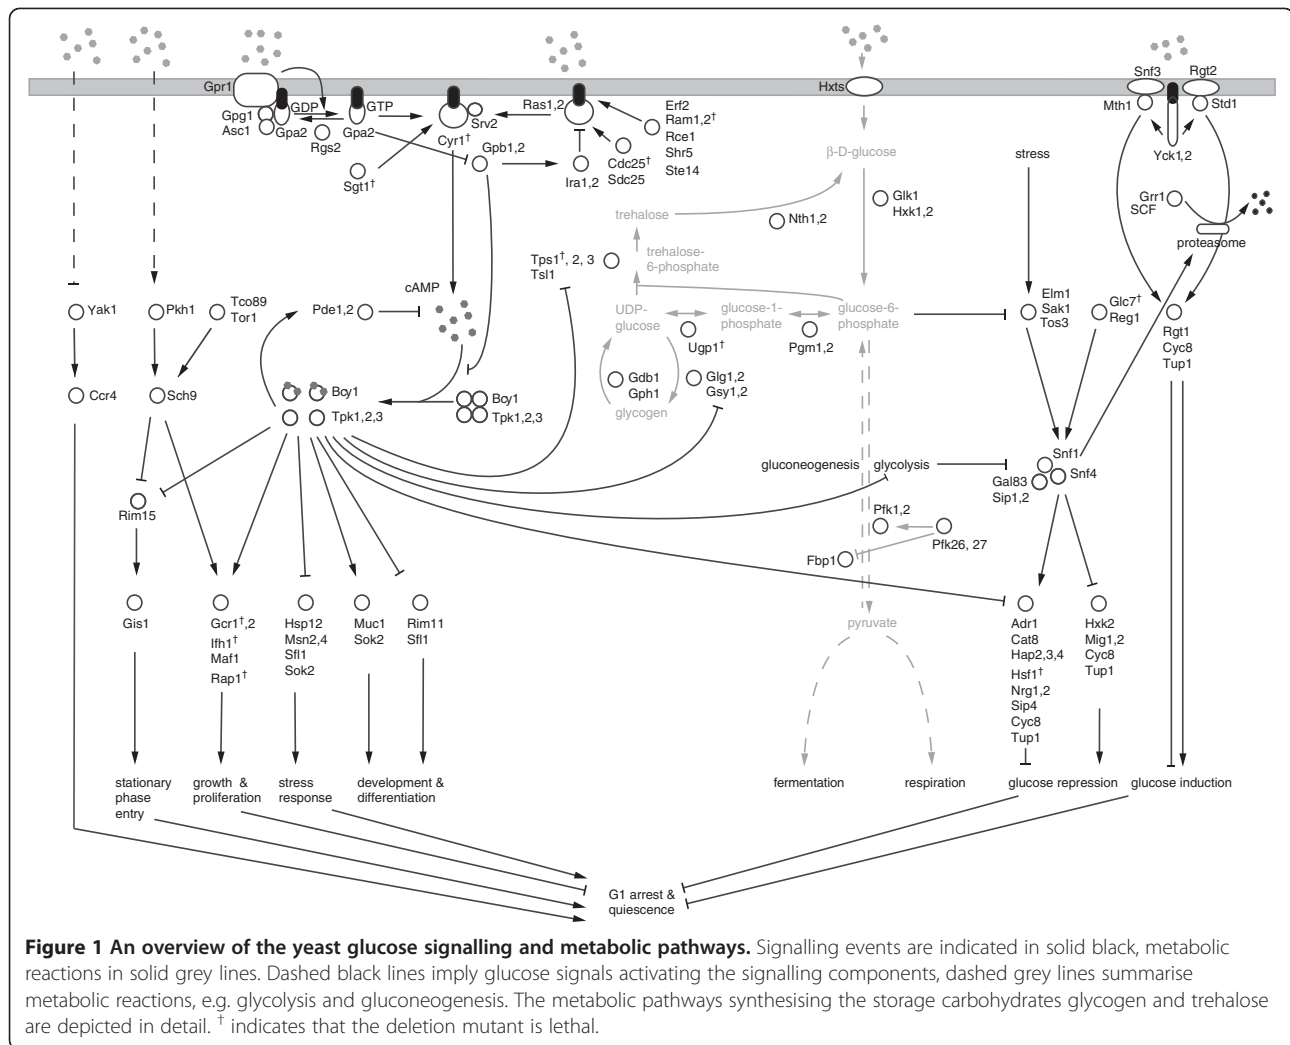 Gpr1
GDP
GTP
Gpg1
Asc1
Gpa2
Rgs2
Gpa2
Sgt1†
Srv2
Cyr1†
Gpb1,2
Ras1,2
Ira1,2
Cdc25†
Sdc25
Erf2
Ram1,2†
Rce1
Shr5
Ste14
Hxts
Snf3
Rgt2
Mth1
Std1
Yck1,2
β-D-glucose
stress
Glk1
Hxk1,2
Grr1
SCF
proteasome
trehalose
Nth1,2
Tps1†, 2, 3
Tsl1
trehalose-
6-phosphate
cAMP
Yak1
Pkh1
Tco89
Tor1
Pde1,2
UDP-
glucose
glucose-1-
phosphate
glucose-6-
phosphate
Ugp1†
Pgm1,2
Elm1
Sak1
Tos3
Glc7†
Reg1
Rgt1
Cyc8
Tup1
Ccr4
Sch9
Bcy1
Tpk1,2,3
Bcy1
Tpk1,2,3
Gdb1
Gph1
glycogen
Glg1,2
Gsy1,2
gluconeogenesis
glycolysis
Snf1
Snf4
Gal83
Sip1,2
Rim15
Pfk1,2
Pfk26, 27
Fbp1
Gis1
Gcr1†,2
Ifh1†
Maf1
Rap1†
Hsp12
Msn2,4
Sfl1
Sok2
Muc1
Sok2
Rim11
Sfl1
pyruvate
Adr1
Cat8
Hap2,3,4
Hsf1†
Nrg1,2
Sip4
Cyc8
Tup1
Hxk2
Mig1,2
Cyc8
Tup1
stationary
phase
entry
growth &
proliferation
stress
response
development &
differentiation
fermentation
respiration
glucose repression
glucose induction
G1 arrest &
quiescence
Figure 1 An overview of the yeast glucose signalling and metabolic pathways. Signalling events are indicated in solid black, metabolic
reactions in solid grey lines. Dashed black lines imply glucose signals activating the signalling components, dashed grey lines summarise
metabolic reactions, e.g. glycolysis and gluconeogenesis. The metabolic pathways synthesising the storage carbohydrates glycogen and trehalose
are depicted in detail. † indicates that the deletion mutant is lethal.